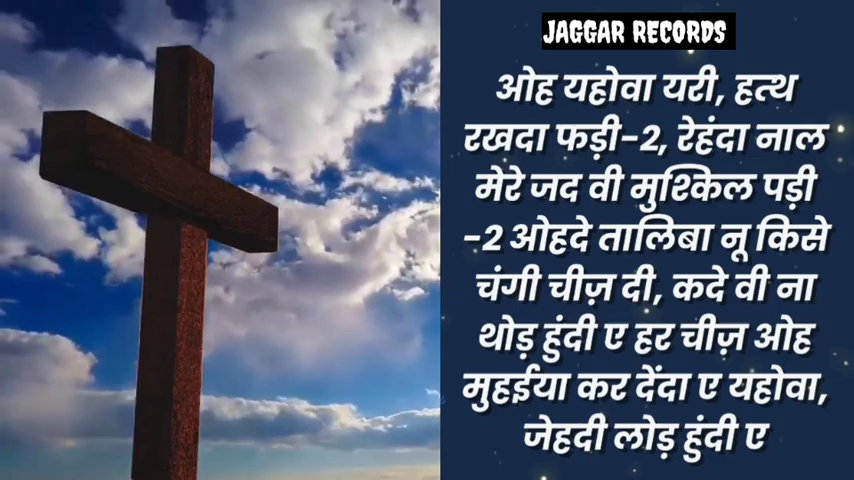 JAGGAR RECORDS
ओह यहोवा यरी, हत्थ
रखदा फड़ी-2, रेहंदा नाल
मेरे जद वी मुश्किल पड़ी
-2 ओहदे तालिबा नू किसे
चंगी चीज़ दी, कदे वी ना
थोड़ हुंदी ए हर चीज़ ओह
मुहईया कर देंदा ए यहोवा,
जेहदी लोड़ हुंदी ए